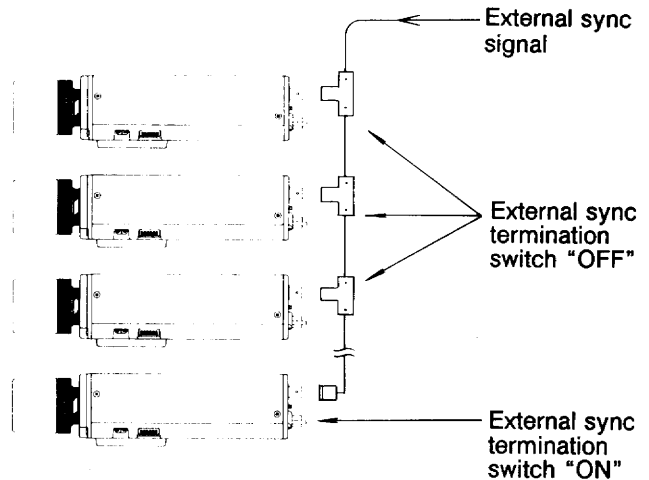 External sync
signal
External sync
termination
switch “OFF”
External sync
termination
switch “ON”